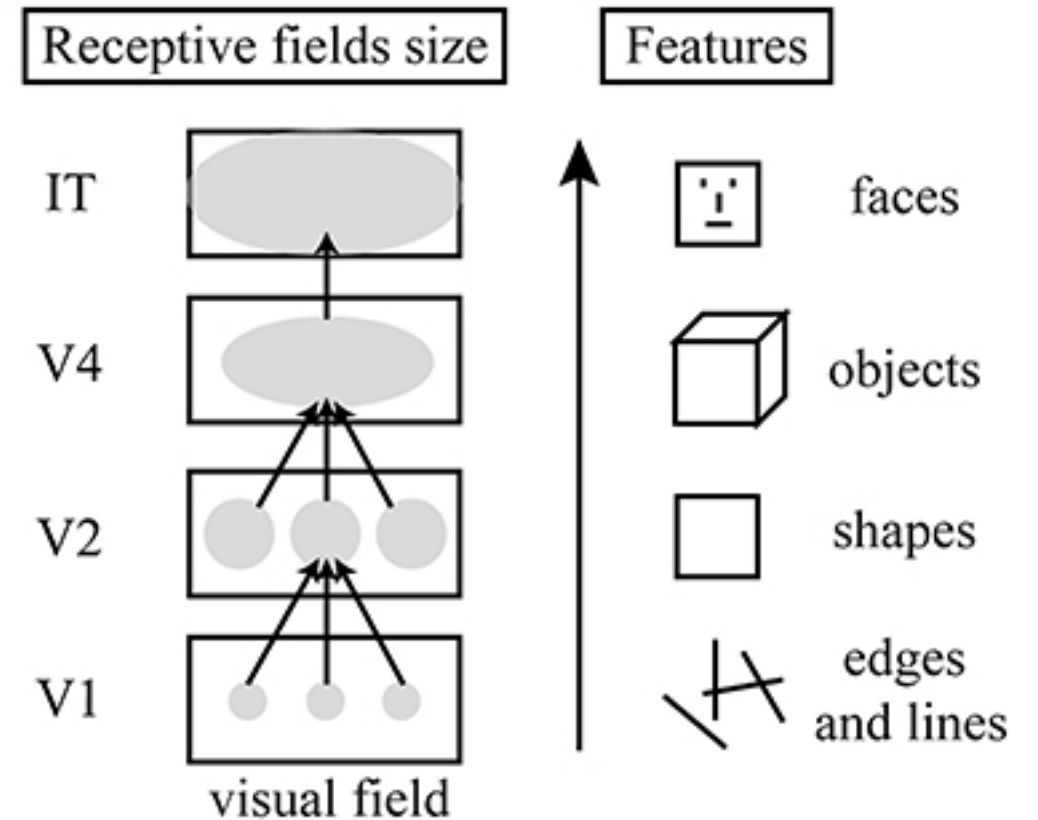 Receptive fields size
Features
IT
faces
V4
objects
V2
shapes
V1
edges
and lines
visual field